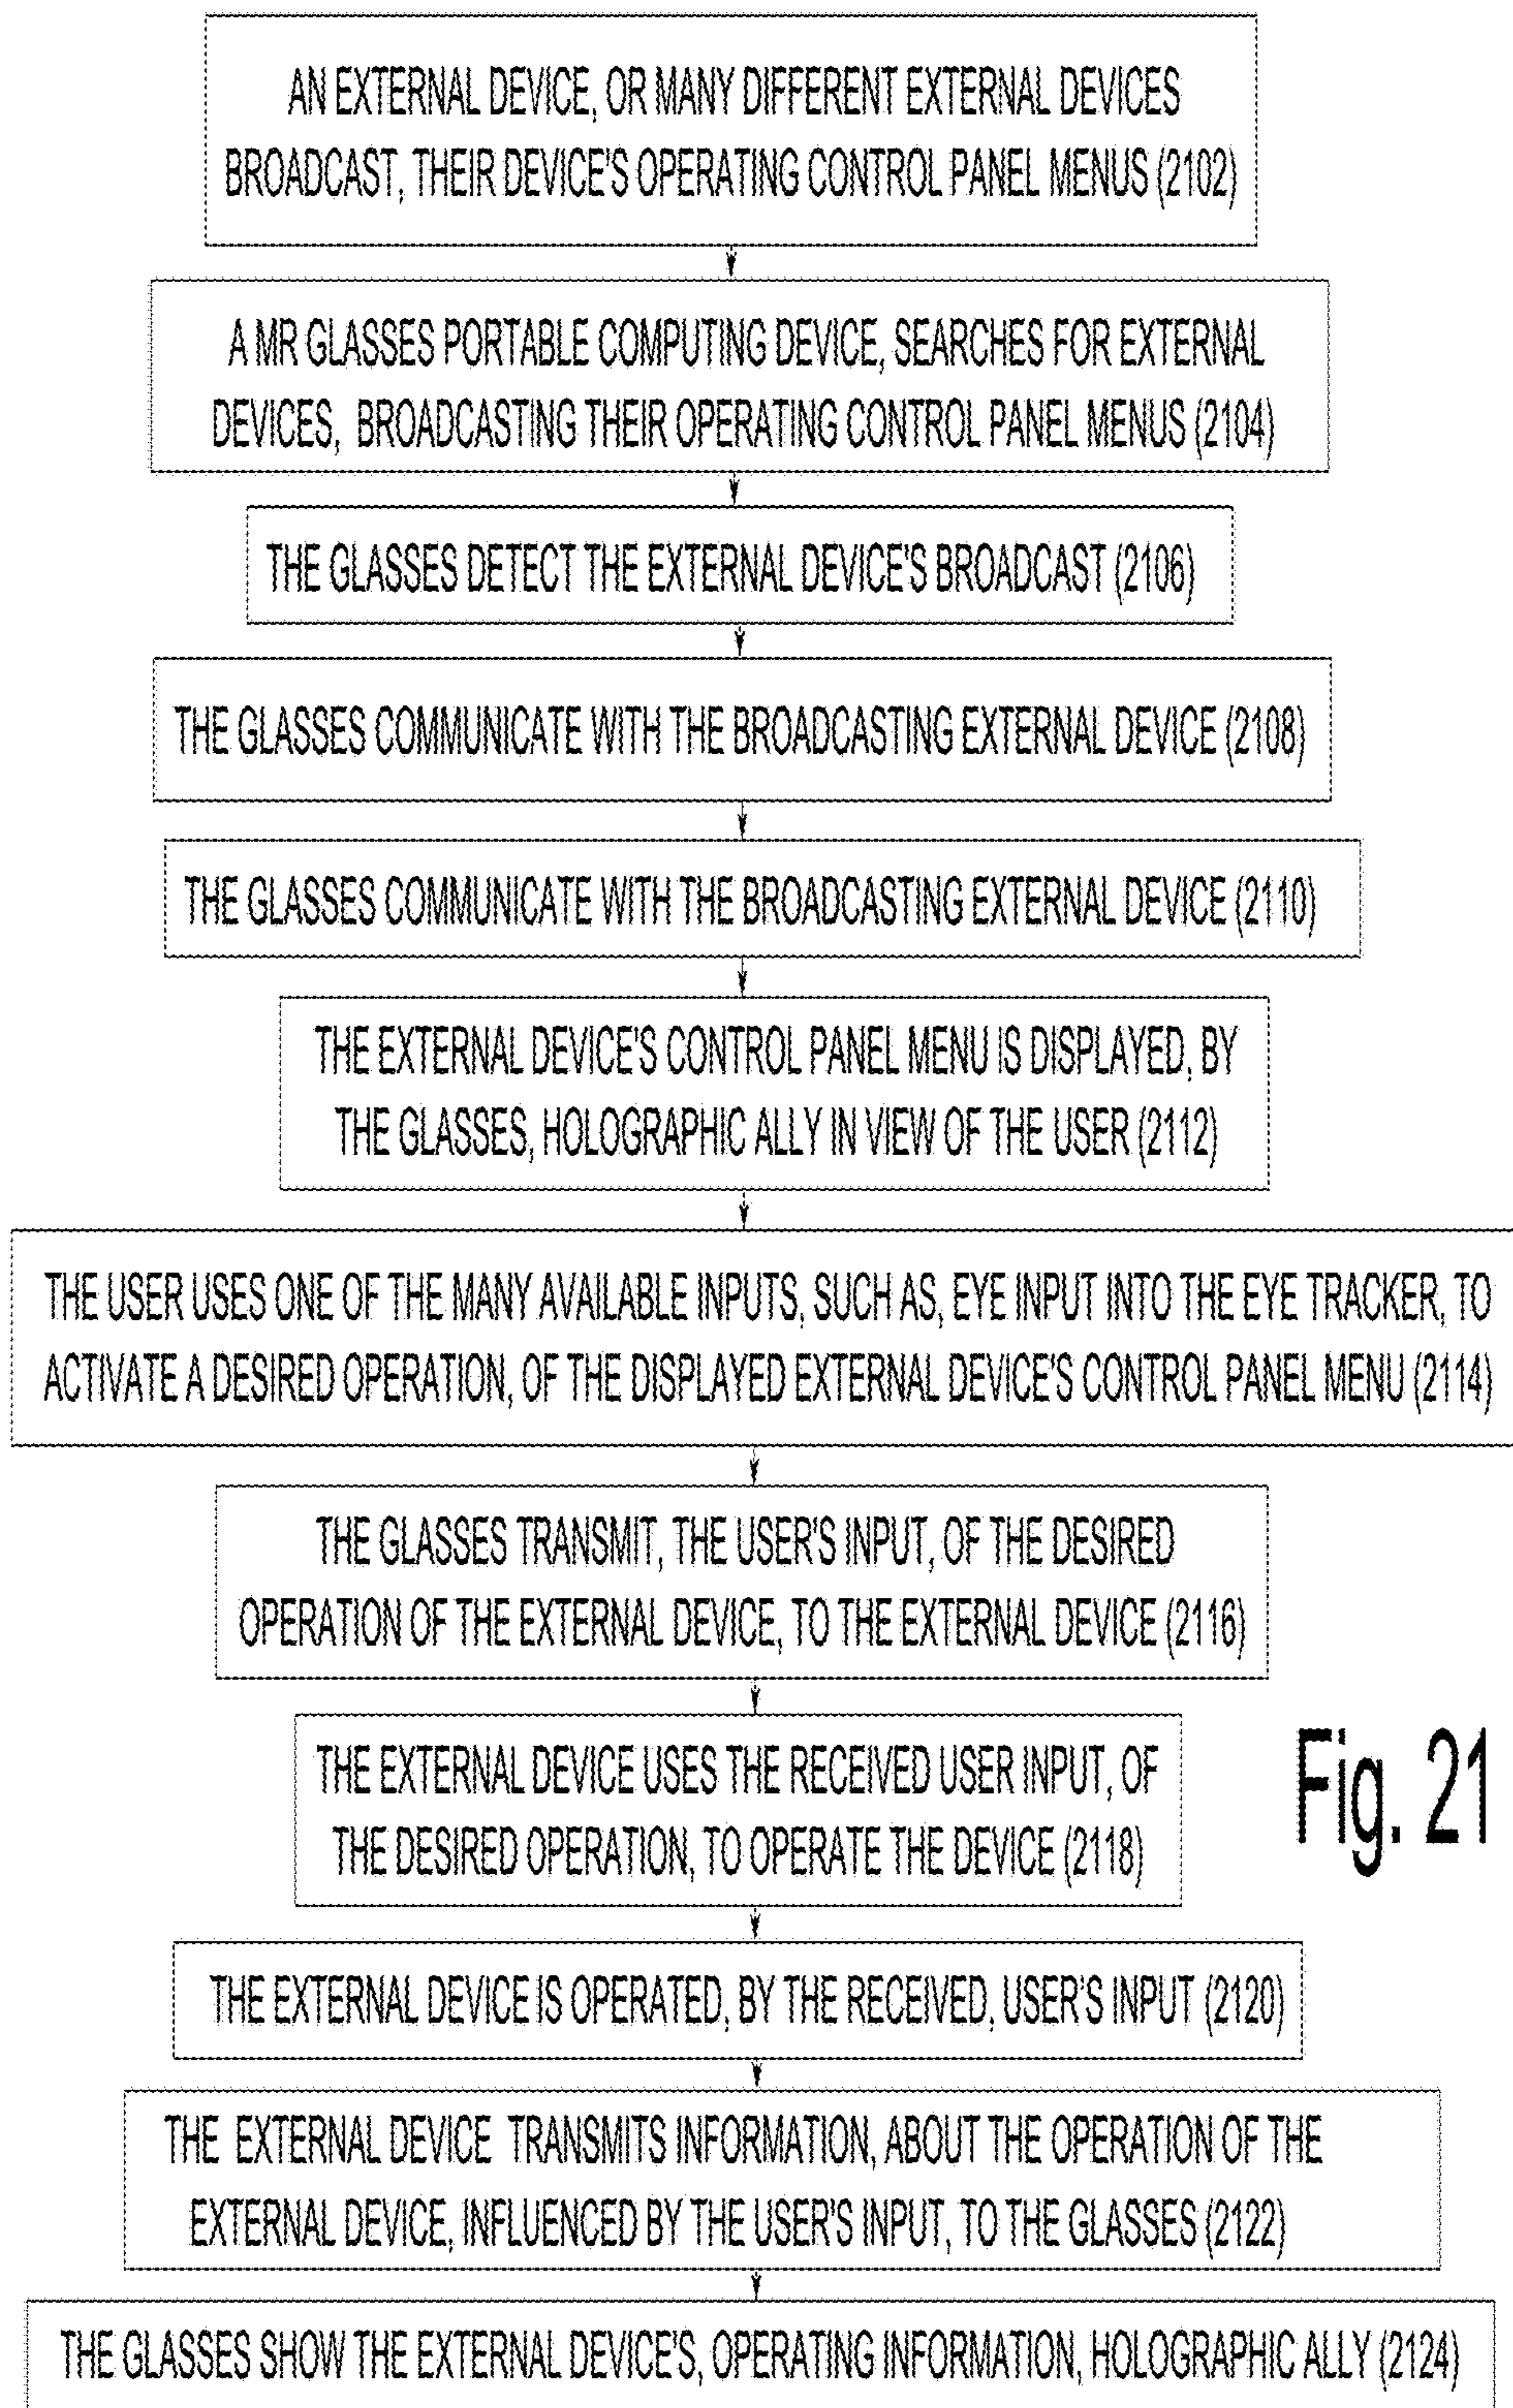 AN EXTERNAL DEVICE, OR MANY DIFFERENT EXTERNAL DEVICES
BROADCAST, THEIR DEVICE'S OPERATING CONTROL PANEL MENUS (2102)
A MR GLASSES PORTABLE COMPUTING DEVICE, SEARCHES FOR EXTERNAL
DEVICES, BROADCASTING THEIR OPERATING CONTROL PANEL MENUS (2104)
THE GLASSES DETECT THE EXTERNAL DEVICE'S BROADCAST (2106)
THE GLASSES COMMUNICATE WITH THE BROADCASTING EXTERNAL DEVICE (2108)
THE GLASSES COMMUNICATE WITH THE BROADCASTING EXTERNAL DEVICE (2110)
THE EXTERNAL DEVICE'S CONTROL PANEL MENU IS DISPLAYED, BY
THE GLASSES, HOLOGRAPHIC ALLY IN VIEW OF THE USER (2112)
THE USER USES ONE OF THE MANY AVAILABLE INPUTS, SUCH AS, EYE INPUT INTO THE EYE TRACKER, TO
ACTIVATE A DESIRED OPERATION, OF THE DISPLAYED EXTERNAL DEVICE'S CONTROL PANEL MENU (2114)
THE GLASSES TRANSMIT, THE USER'S INPUT, OF THE DESIRED
OPERATION OF THE EXTERNAL DEVICE, TO THE EXTERNAL DEVICE (2116)
THE EXTERNAL DEVICE USES THE RECEIVED USER INPUT, OF
THE DESIRED OPERATION, TO OPERATE THE DEVICE (2118)
Fig. 21
THE EXTERNAL DEVICE IS OPERATED, BY THE RECEIVED, USER'S INPUT (2120)
THE EXTERNAL DEVICE TRANSMITS INFORMATION, ABOUT THE OPERATION OF THE
EXTERNAL DEVICE, INFLUENCED BY THE USER'S INPUT, TO THE GLASSES (2122)
THE GLASSES SHOW THE EXTERNAL DEVICE'S, OPERATING INFORMATION, HOLOGRAPHIC ALLY (2124)